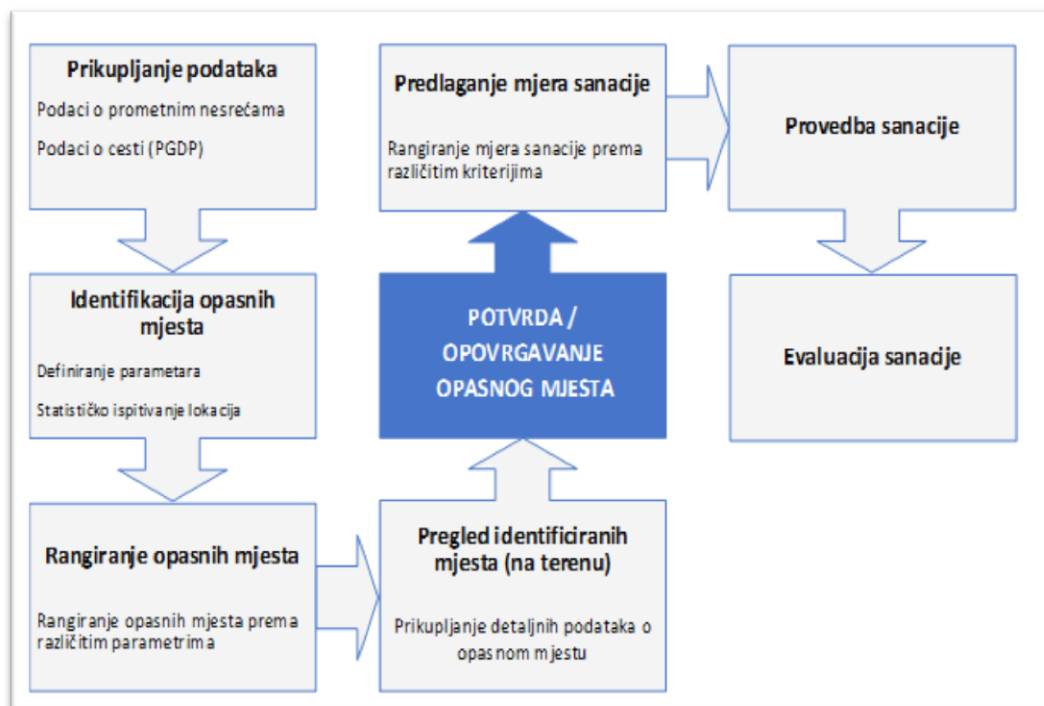 Prikupljanje podataka
Podaci o prometnim nesrećama
Podaci o cesti (PGDP)
Identifikacija opasnih
mjesta
Definiranje parametara
Statističko ispitivanje lokacija
Rangiranje opasnih mjesta
Rangiranje opasnih mjesta prema
različitim parametrima
Pregled identificiranih
mjesta (na terenu)
Prikupljanje detaljnih podataka o
opasnom mjestu
POTVRDA /
OPOVRGAVANJE
OPASNOG MJESTA
Predlaganje mjera sanacije
Rangiranje mjera sanacije prema
različitim kriterijima
Provedba sanacije
Evaluacija sanacije